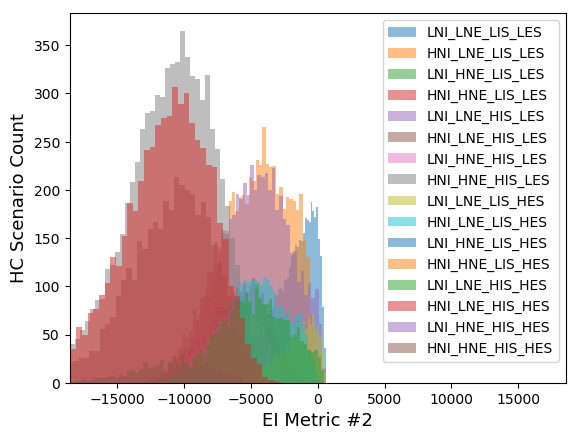 HC Scenario Count
350
300
250
200
150
100
50
0
−15000 −10000 −5000 0 5000 10000 15000
EI Metric #2
LNI_LNE_LIS_LES
HNI_LNE_LIS_LES
LNI_HNE_LIS_LES
HNI_HNE_LIS_LES
LNI_LNE_HIS_LES
HNI_LNE_HIS_LES
LNI_HNE_HIS_LES
HNI_HNE_HIS_LES
LNI_LNE_LIS_HES
HNI_LNE_LIS_HES
LNI_HNE_LIS_HES
HNI_HNE_LIS_HES
LNI_LNE_HIS_HES
HNI_LNE_HIS_HES
LNI_HNE_HIS_HES
HNI_HNE_HIS_HES